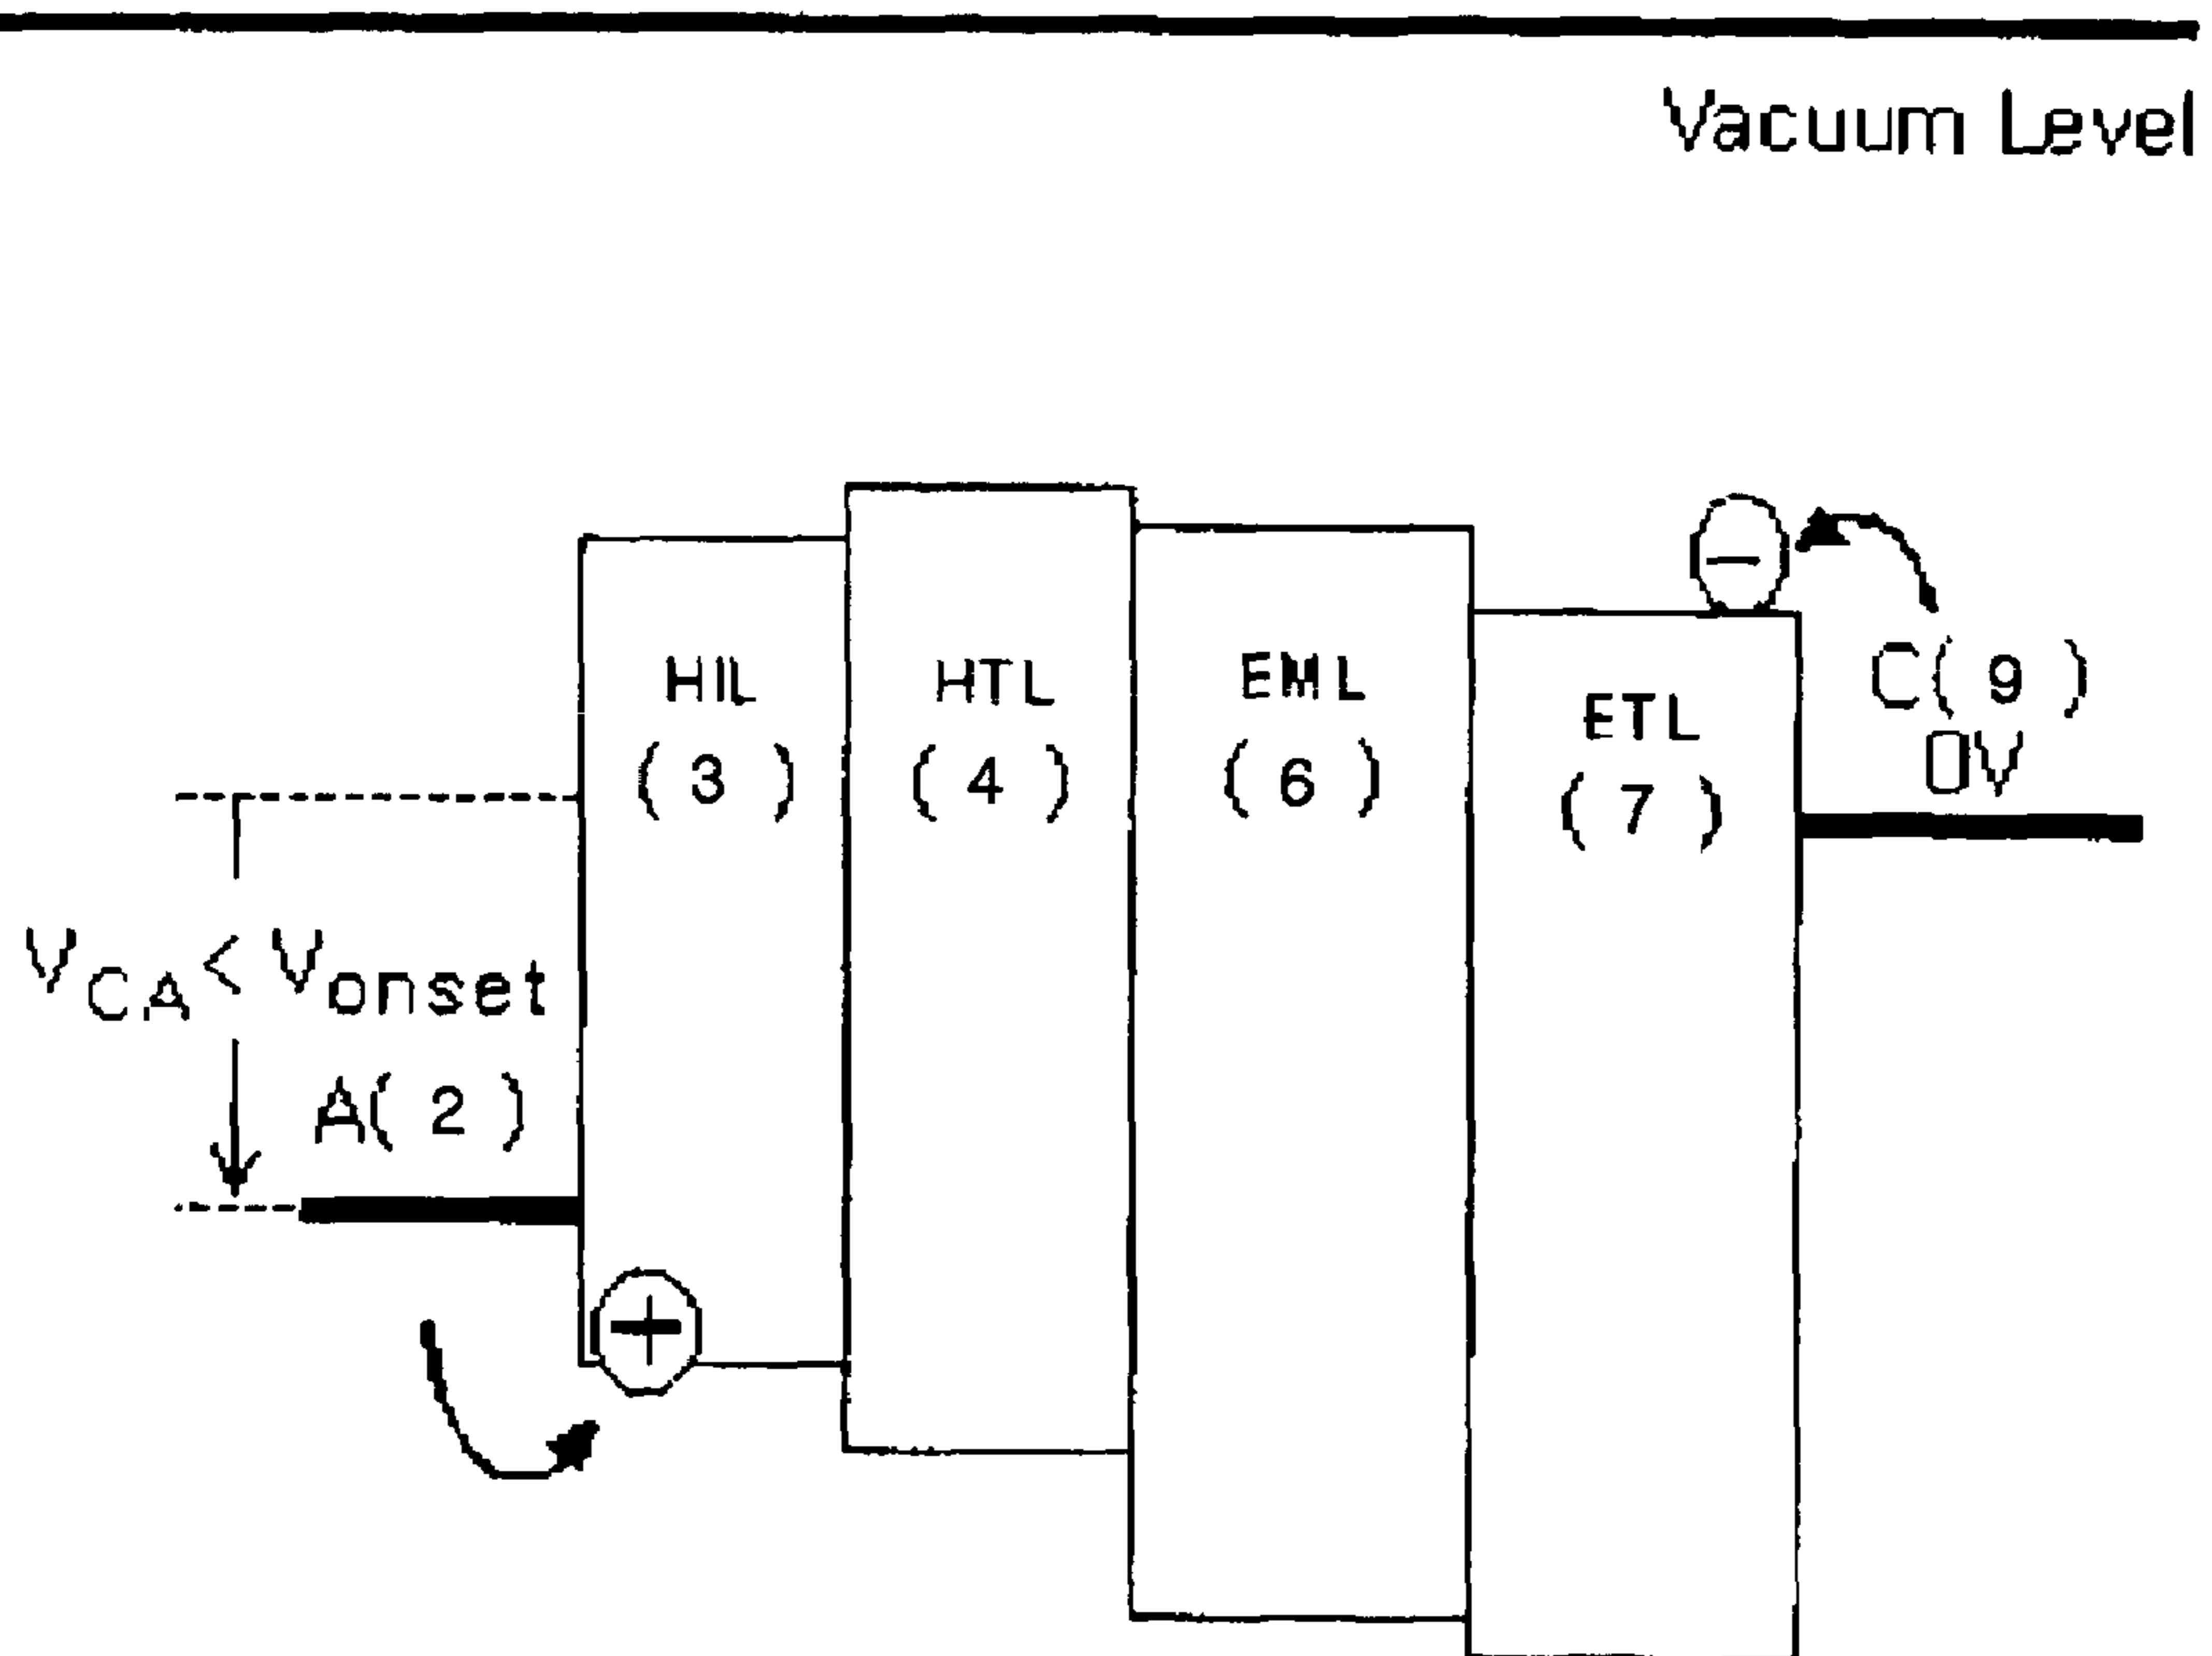 Vacuum Level
HIL
( 3 )
HTL
( 4 )
EML
( 6 )
ETL
( 7 )
C( 9 )
0V
VCA< Vonset
A( 2 )
−
+